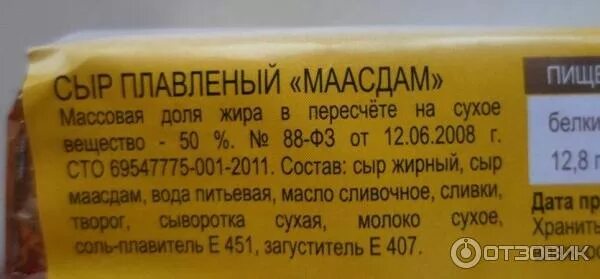 СЫР ПЛАВЛЕНЫЙ «МААСДАМ»
Массовая доля жира в пересчёте на сухое
вещество - 50 %. № 88-ФЗ от 12.06.2008 г.
СТО 69547775-001-2011. Состав: сыр жирный, сыр
маасдам, вода питьевая, масло сливочное, сливки,
творог, сыворотка сухая, молоко сухое,
соль-плавитель Е 451, загуститель Е 407.
ПИЩЕ
белки
12,8 г
Дата пр
Хранить
ОТЗОВИК